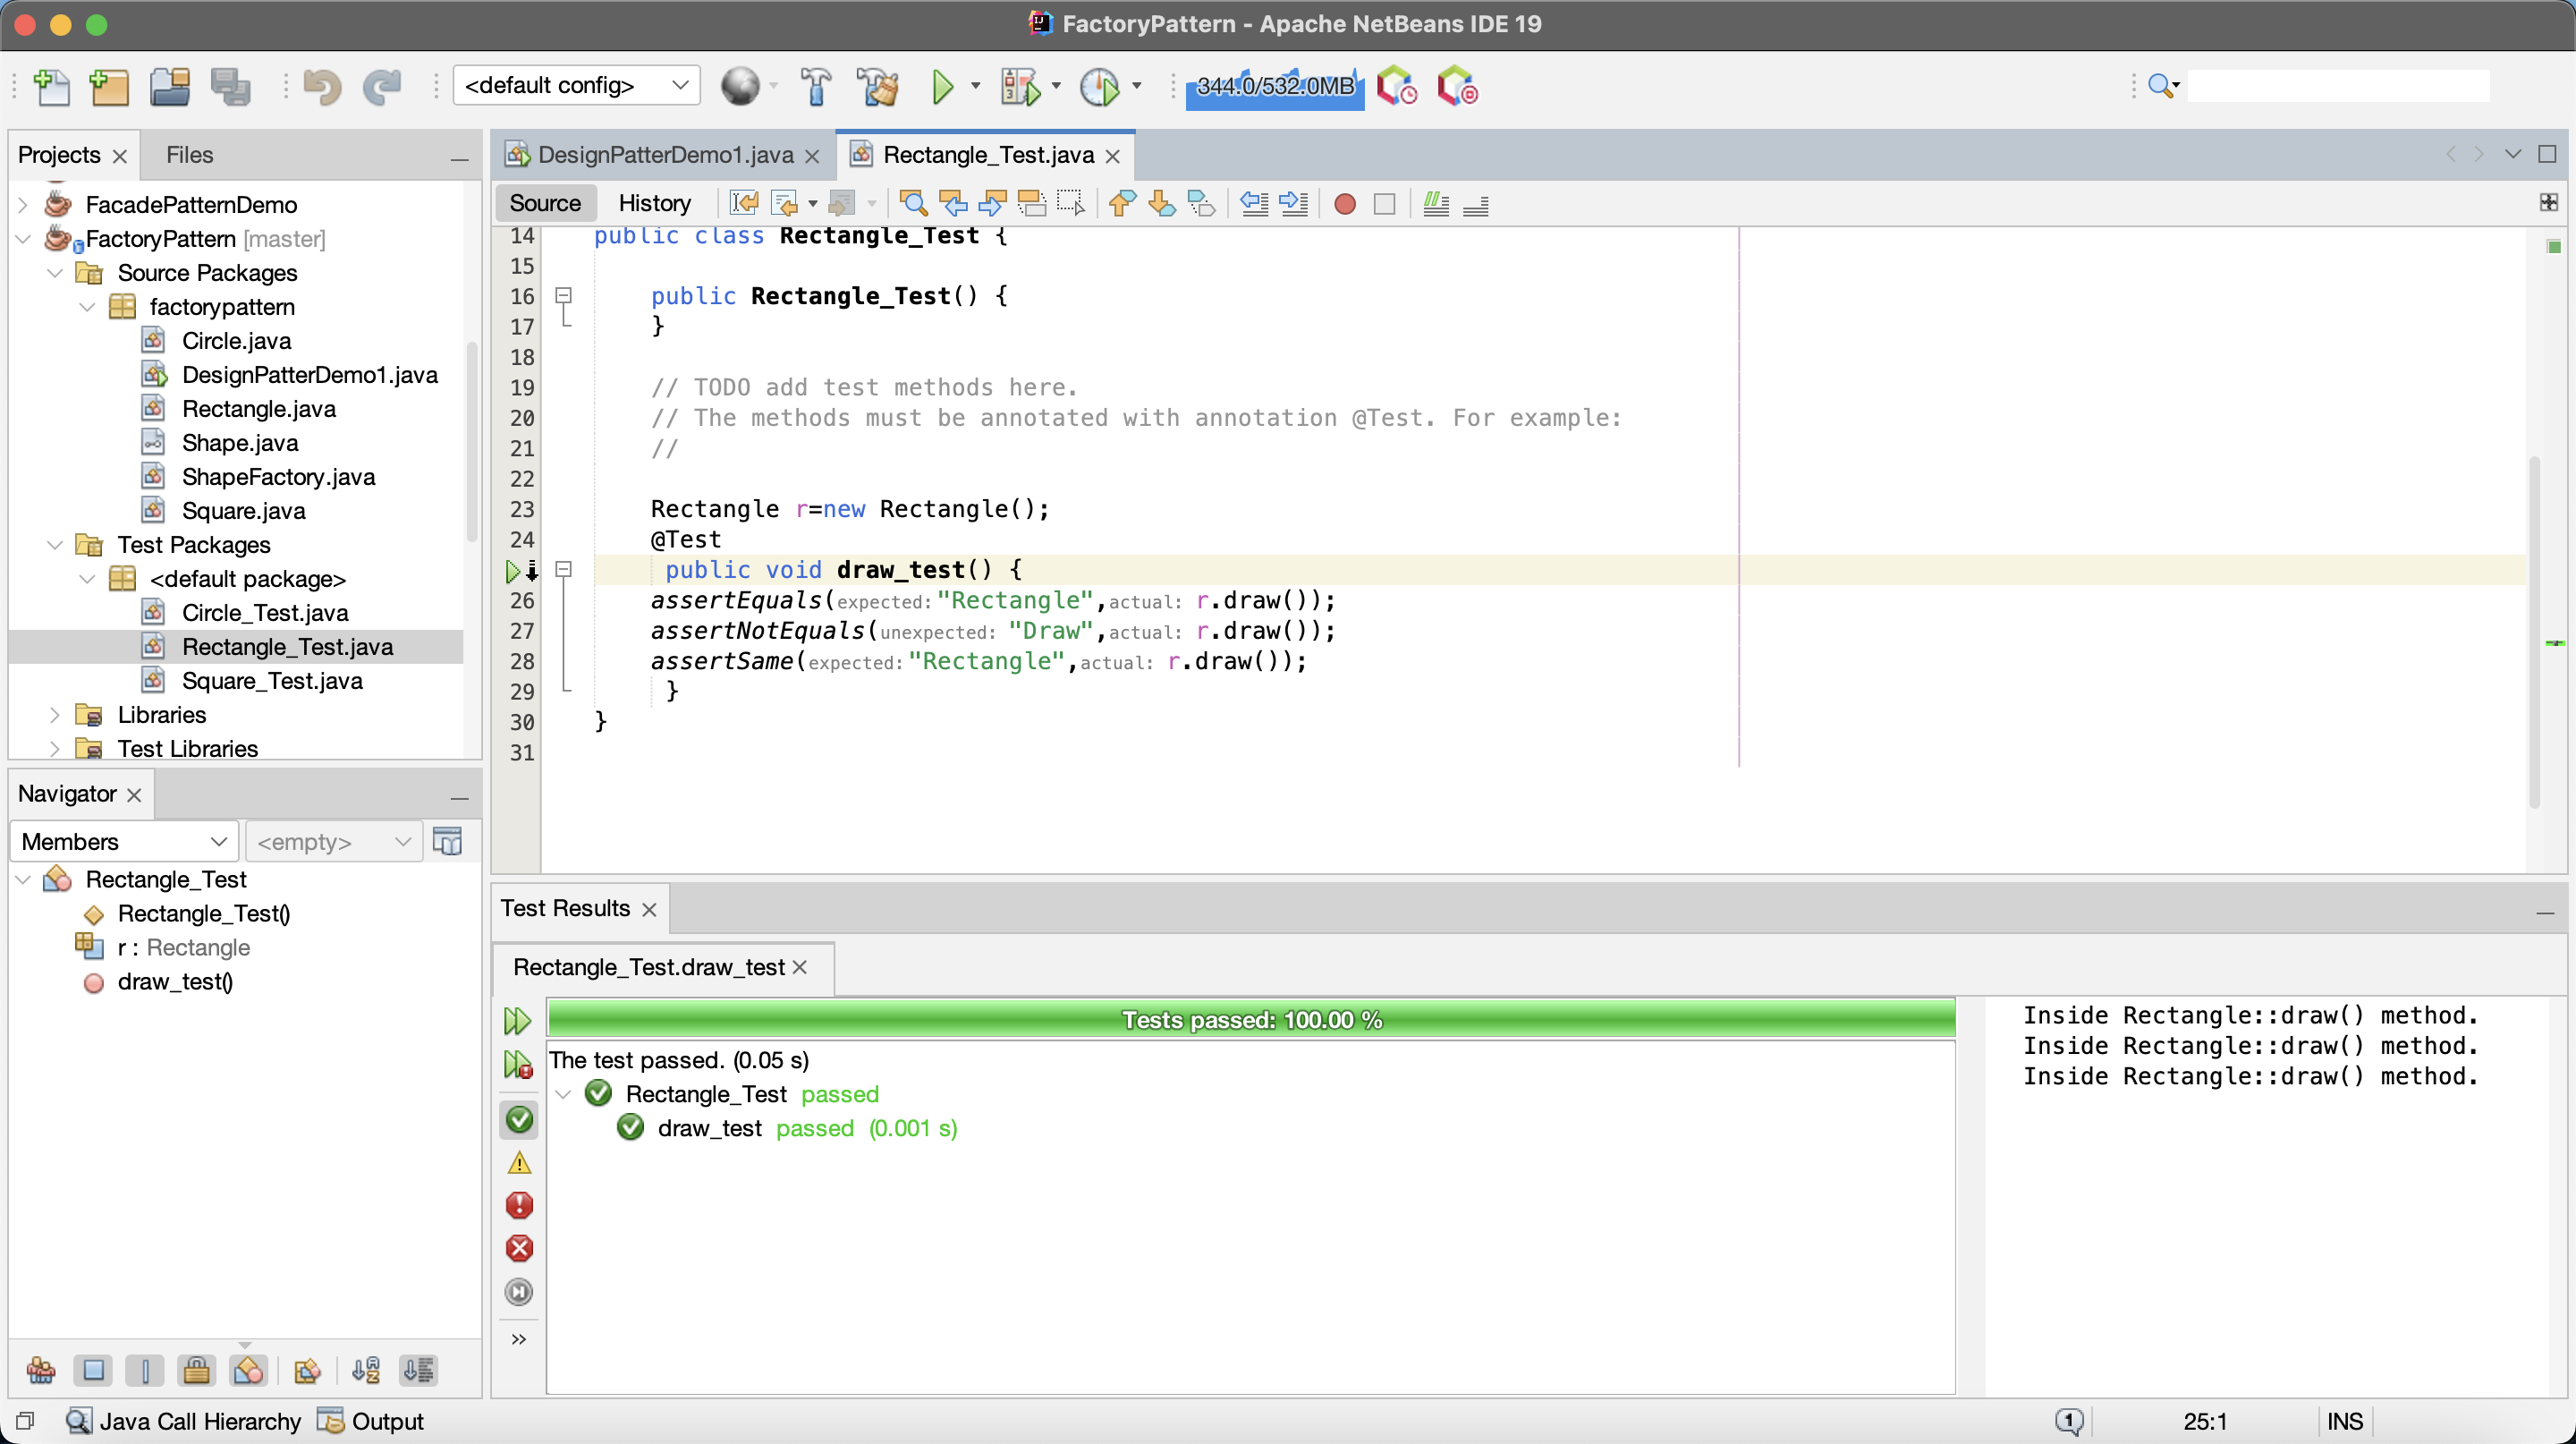 FactoryPattern - Apache NetBeans IDE 19
<default config>
344.0/532.0MB
Projects
Files
FacadePatternDemo
FactoryPattern [master]
Source Packages
factorypattern
Circle.java
DesignPatterDemo1.java
Rectangle.java
Shape.java
ShapeFactory.java
Square.java
Test Packages
<default package>
Circle_Test.java
Rectangle_Test.java
Square_Test.java
Libraries
Test Libraries
Navigator
Members
<empty>
Rectangle_Test
Rectangle_Test()
r : Rectangle
draw_test()
DesignPatterDemo1.java
Rectangle_Test.java
Source
History
14 public class Rectangle_Test {
15
16 public Rectangle_Test() {
17 }
18
19 // TODO add test methods here.
20 // The methods must be annotated with annotation @Test. For example:
21 //
22
23 Rectangle r=new Rectangle();
24 @Test
public void draw_test() {
26 assertEquals(expected: "Rectangle",actual: r.draw());
27 assertNotEquals(unexpected: "Draw",actual: r.draw());
28 assertSame(expected: "Rectangle",actual: r.draw());
29 }
30 }
31
Test Results
Rectangle_Test.draw_test
Tests passed: 100.00 %
The test passed. (0.05 s)
Rectangle_Test passed
draw_test passed (0.001 s)
Inside Rectangle::draw() method.
Inside Rectangle::draw() method.
Inside Rectangle::draw() method.
Java Call Hierarchy
Output
1
25:1
INS